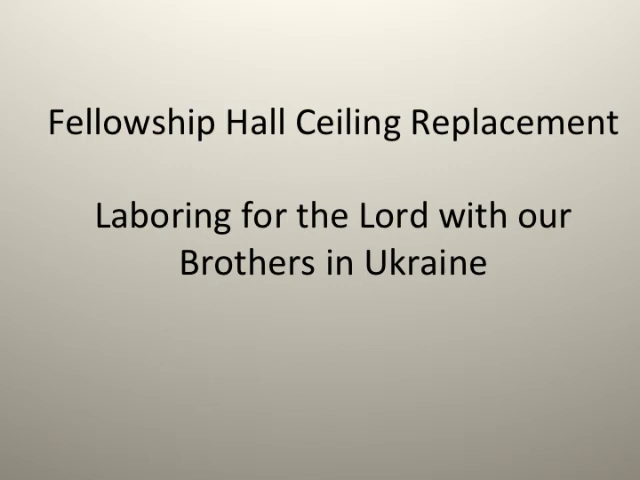 Fellowship Hall Ceiling Replacement
Laboring for the Lord with our
Brothers in Ukraine